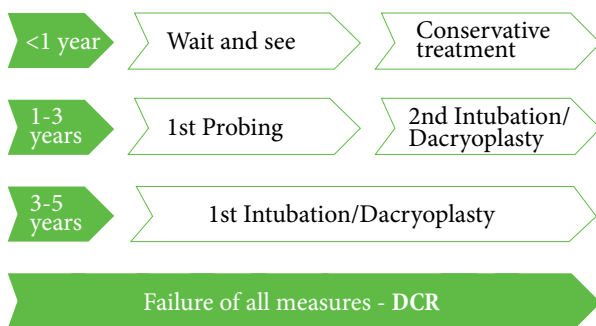 <1 year
Wait and see
Conservative
treatment
1-3
years
1st Probing
2nd Intubation/
Dacryoplasty
3-5
years
1st Intubation/Dacryoplasty
Failure of all measures - DCR